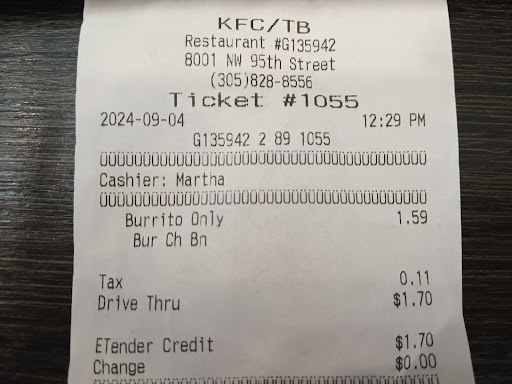 KFC/TB
Restaurant #G135942
8001 NW 95th Street
(305)828-8556
Ticket #1055
2024-09-04 12:29 PM
G135942 2 89 1055
ÜÜÜÜÜÜÜÜÜÜÜÜÜÜÜÜÜÜÜÜÜÜÜÜÜÜÜÜÜÜÜÜÜÜÜÜÜÜ
Cashier: Martha
ÜÜÜÜÜÜÜÜÜÜÜÜÜÜÜÜÜÜÜÜÜÜÜÜÜÜÜÜÜÜÜÜÜÜÜÜÜÜ
Burrito Only 1.59
Bur Ch Bn
Tax 0.11
Drive Thru $1.70
ETender Credit $1.70
Change $0.00